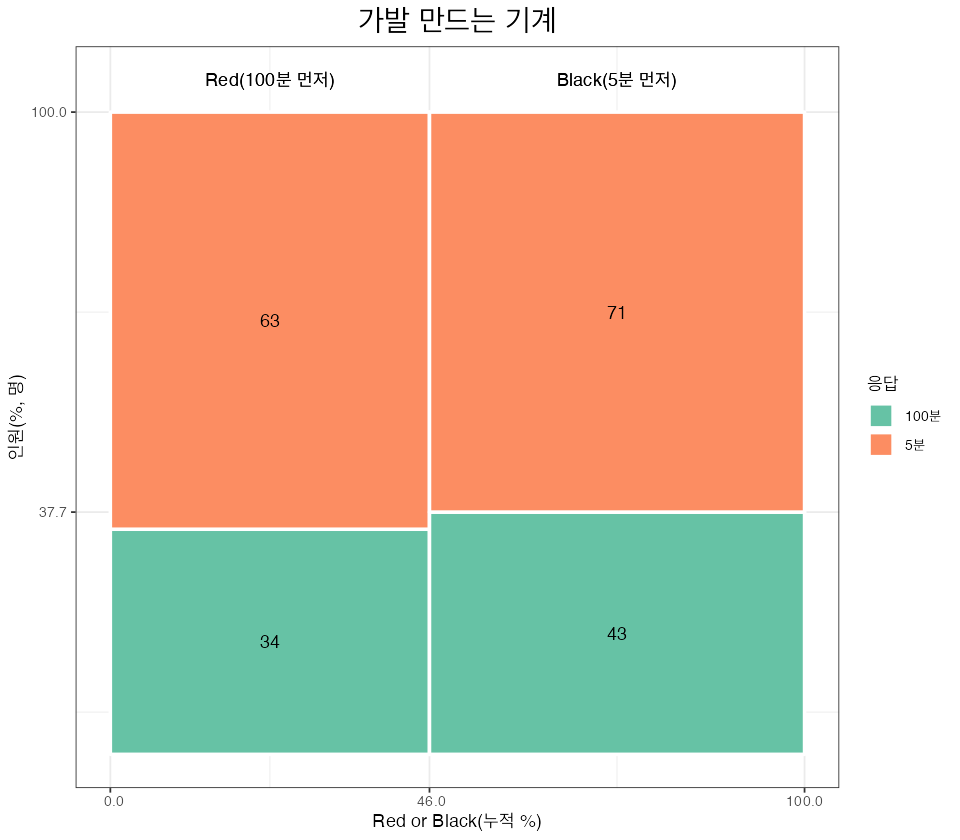 가발 만드는 기계
Red(100분 먼저)
Black(5분 먼저)
100.0
63
71
인원(%, 명)
응답
100분
5분
37.7
34
43
0.0
46.0
100.0
Red or Black(누적 %)